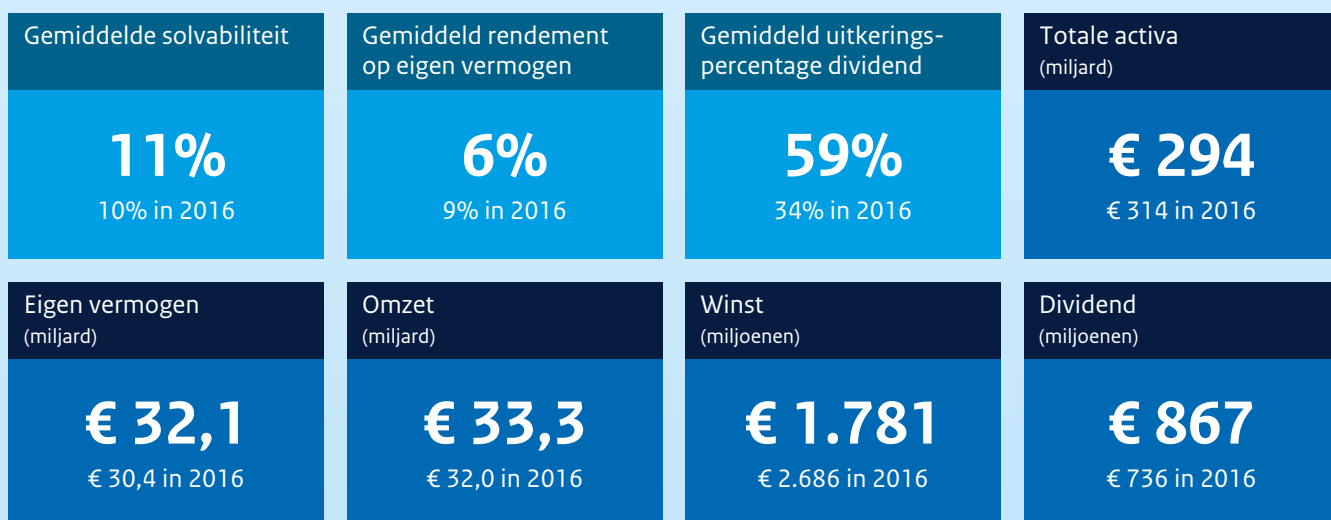 Gemiddelde solvabiliteit
11%
10% in 2016
Gemiddeld rendement
op eigen vermogen
6%
9% in 2016
Gemiddeld uitkerings-
percentage dividend
59%
34% in 2016
Totale activa
(miljard)
€ 294
€ 314 in 2016
Eigen vermogen
(miljard)
€ 32,1
€ 30,4 in 2016
Omzet
(miljard)
€ 33,3
€ 32,0 in 2016
Winst
(miljoenen)
€ 1.781
€ 2.686 in 2016
Dividend
(miljoenen)
€ 867
€ 736 in 2016